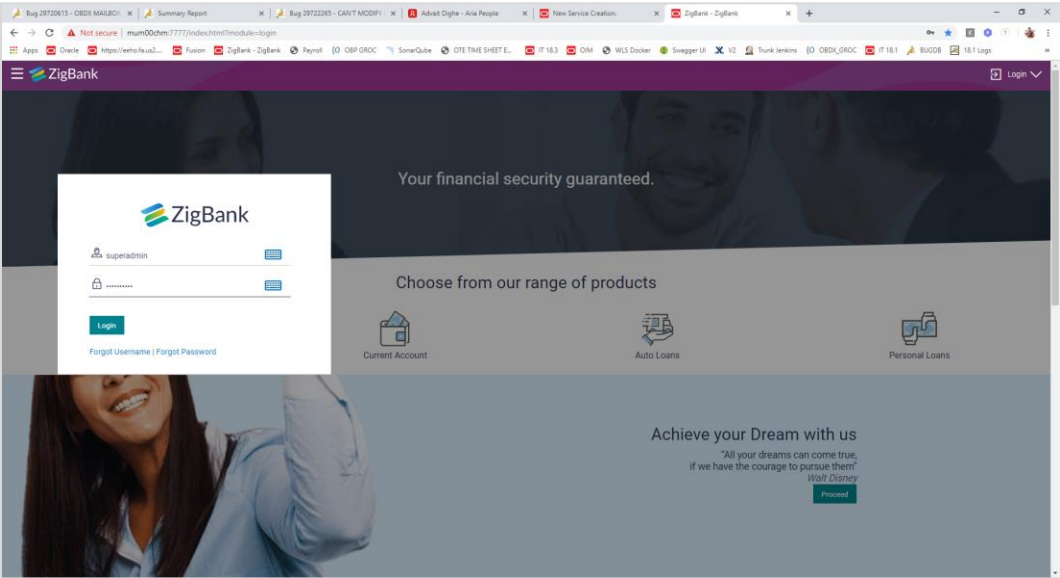 Bug 29720615 - OBDX MAILBOX
Summary Report
Bug 29722265 - CAN'T MODIFY
Advait Dighe - Aria People
New Service Creation.
ZigBank - ZigBank
Not secure | mum00chm:7777/index.html?module=login
Apps Oracle https://eeho.fa.us2... Fusion ZigBank - ZigBank Payroll OBP GROC SonarQube OTE TIME SHEET E... IT 18.3 OIM WLS Docker Swagger UI V2 Trunk Jenkins OBDX_GROC IT 18.1 BUGDB 18.1 Logs »
ZigBank
Login
Your financial security guaranteed.
ZigBank
superadmin
..........
Login
Forgot Username | Forgot Password
Choose from our range of products
Current Account
Auto Loans
Personal Loans
Achieve your Dream with us
"All your dreams can come true,
if we have the courage to pursue them"
Walt Disney
Proceed